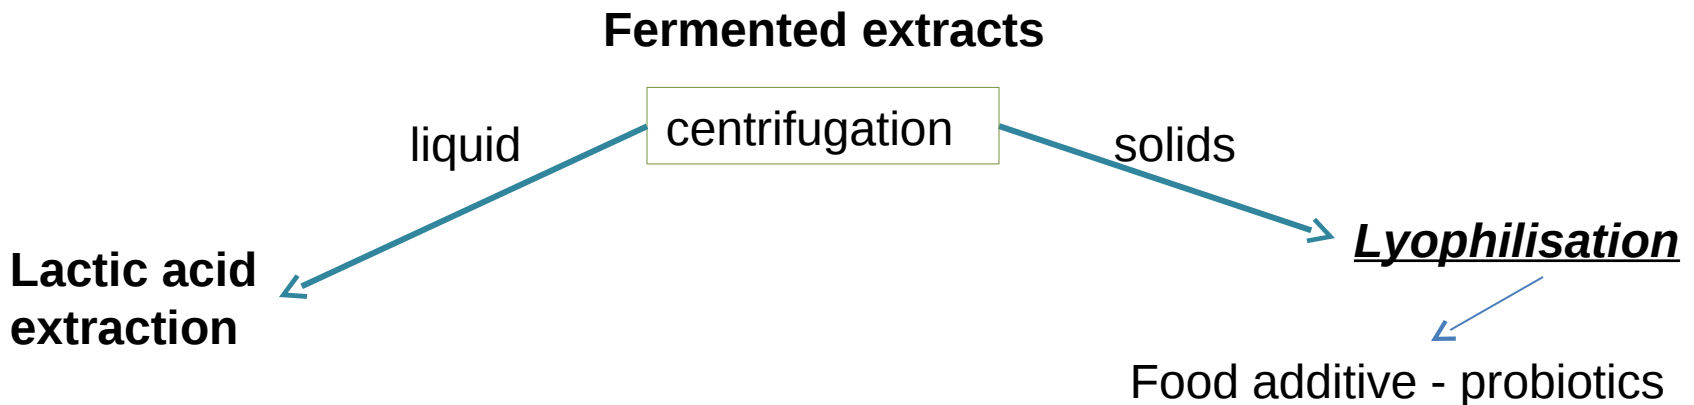 Fermented extracts
liquid
centrifugation
solids
Lactic acid
extraction
Lyophilisation
Food additive - probiotics